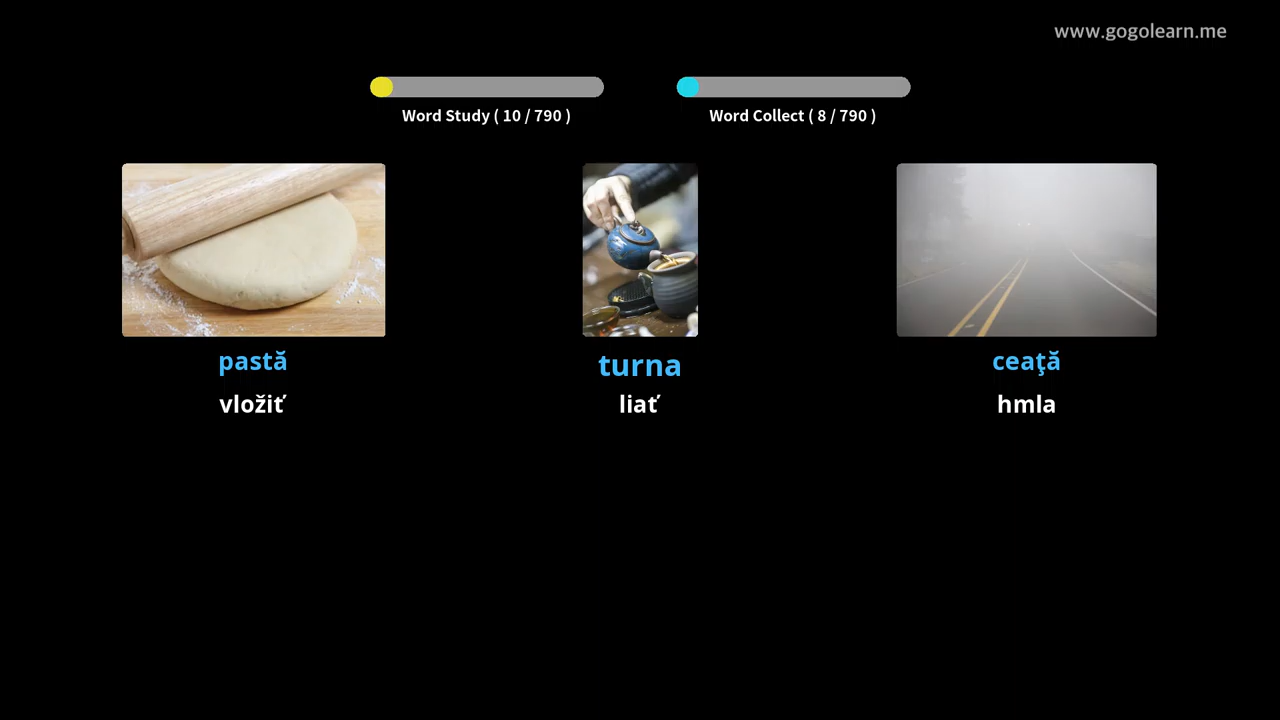 www.gogolearn.me
Word Study ( 10 / 790 )
Word Collect ( 8 / 790 )
pastă
vložiť
turna
liať
ceaţă
hmla